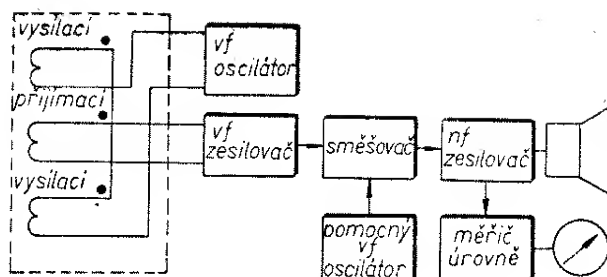 vysílací
přijímací
vysílací
vf
oscilátor
vf
zesilovač
směšovač
nf
zesilovač
pomocný
vf
oscilátor
měřič
úrovně